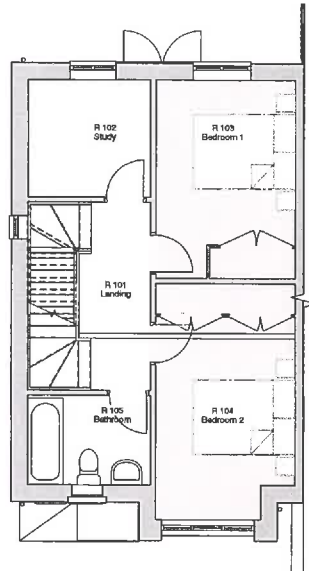 R 102
Study
R 103
Bedroom 1
R 101
Landing
R 105
Bathroom
R 104
Bedroom 2